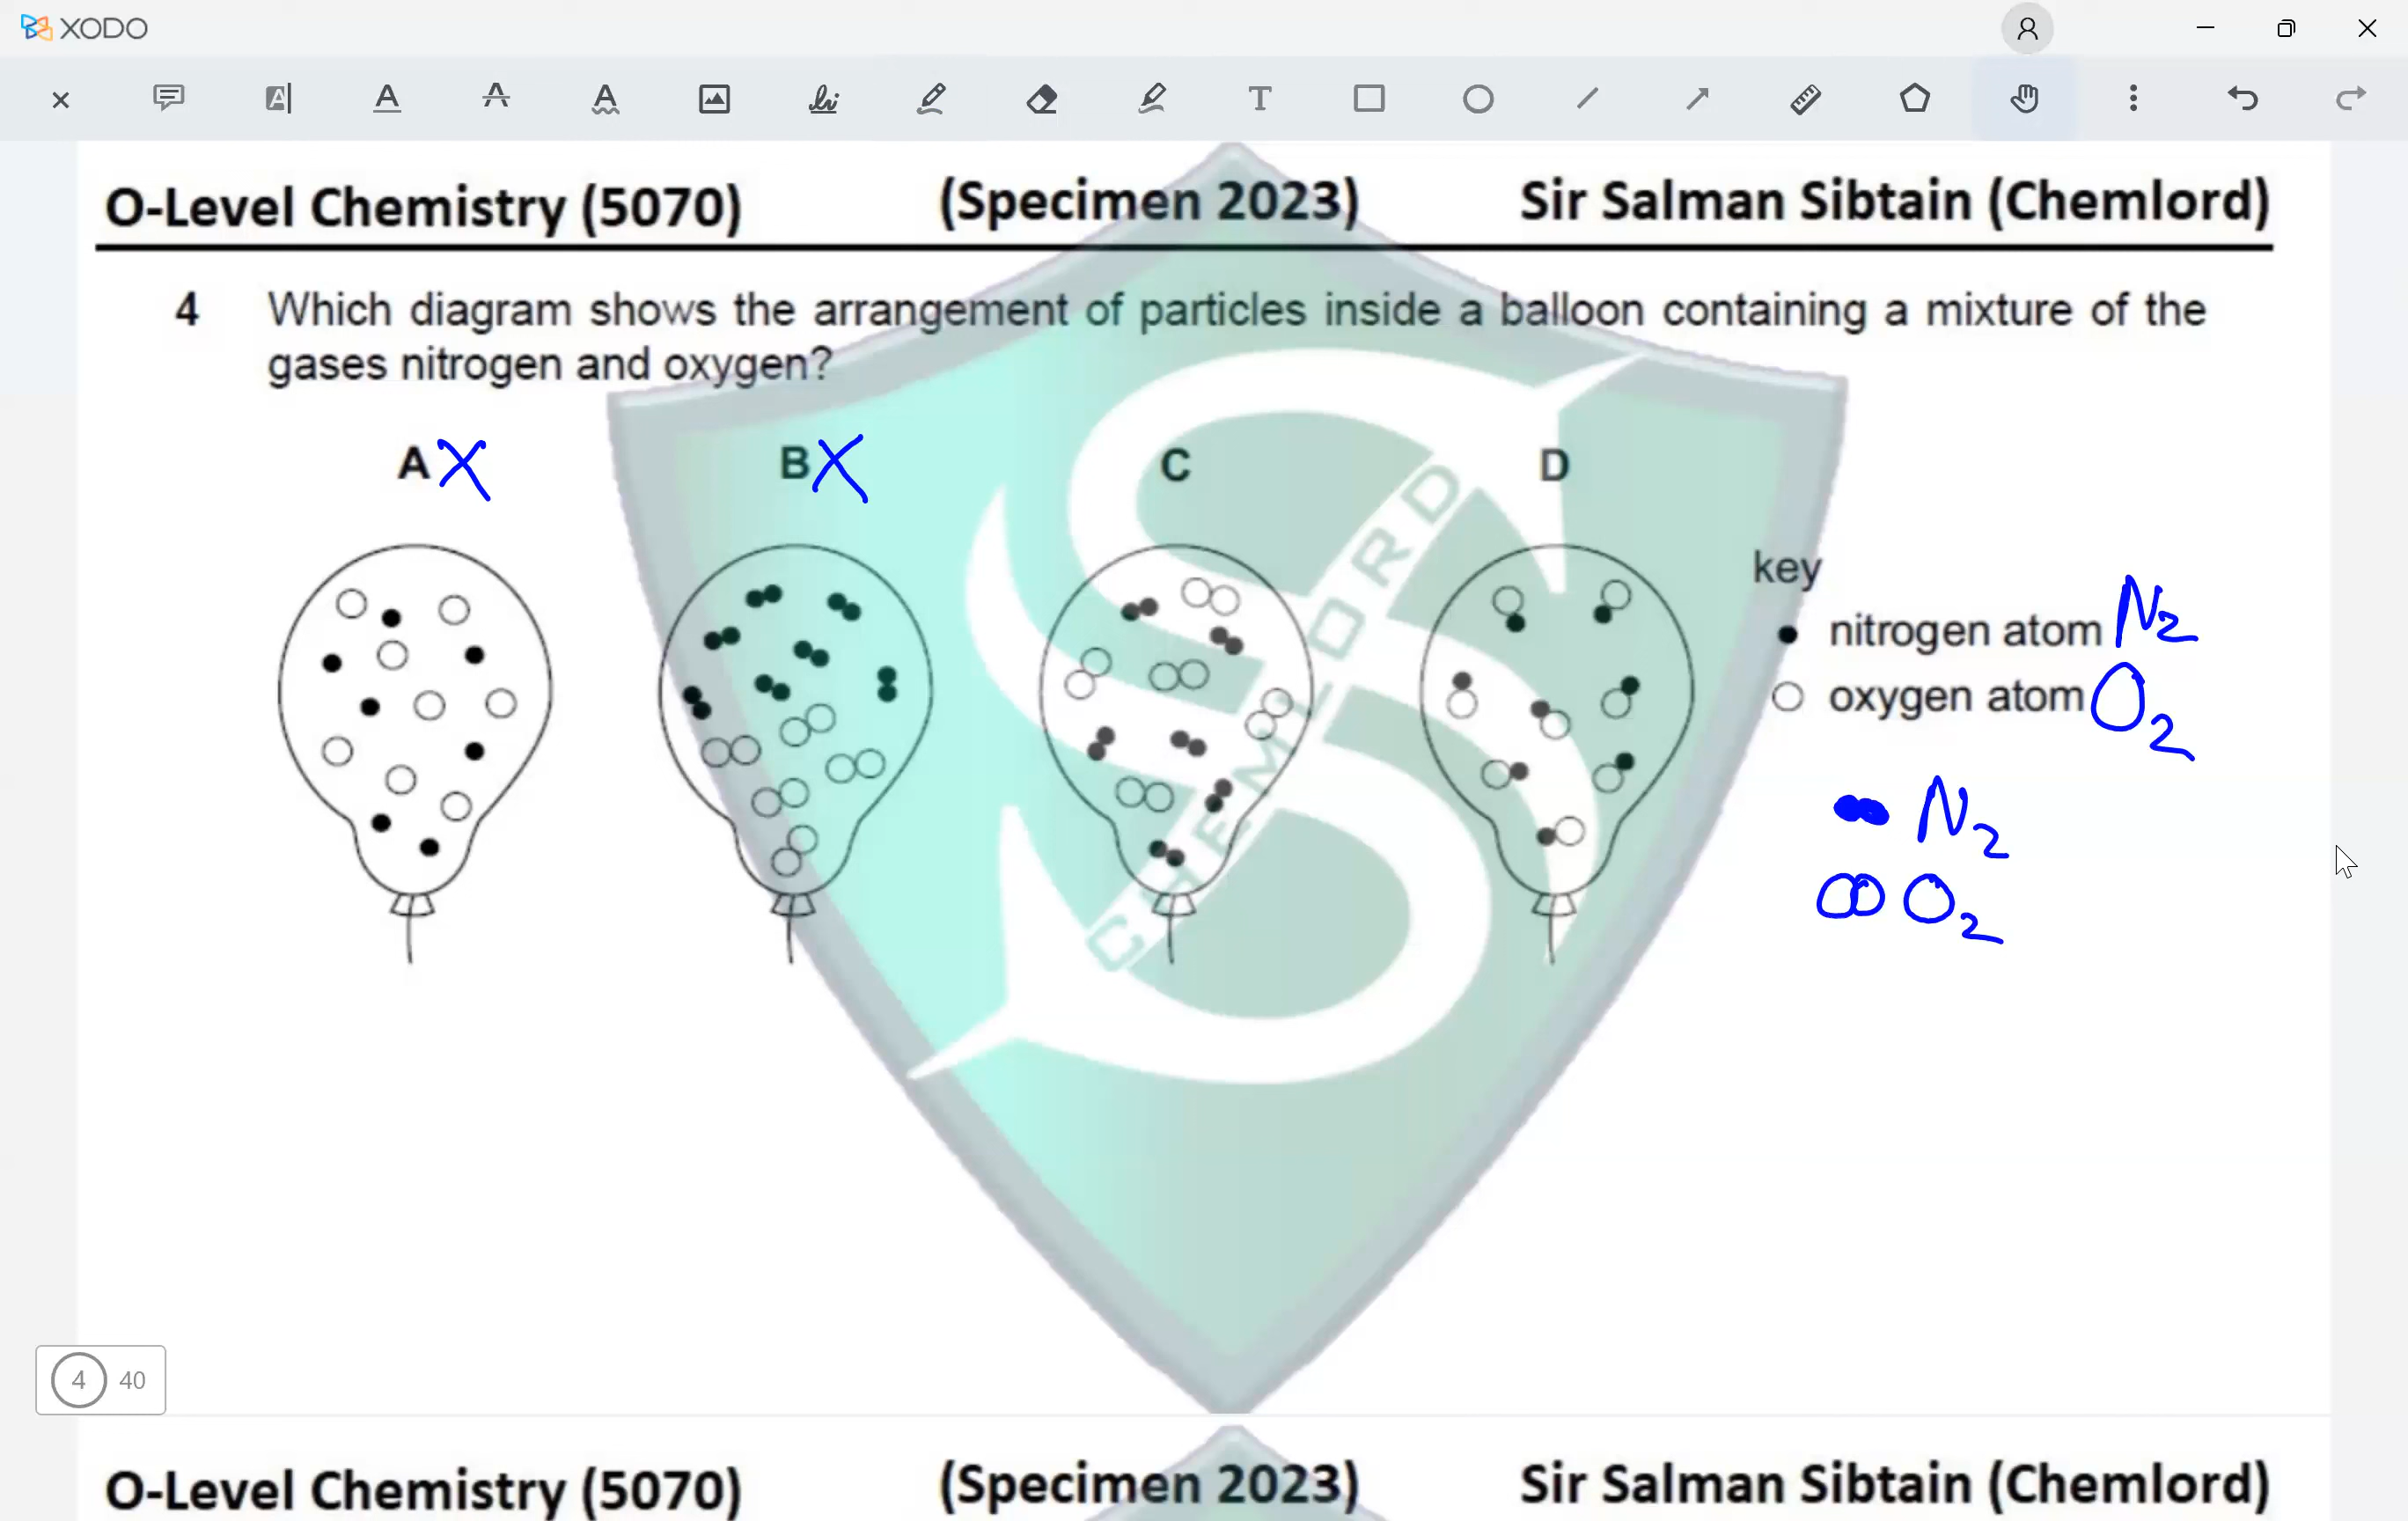 XODO
O-Level Chemistry (5070) (Specimen 2023) Sir Salman Sibtain (Chemlord)
4 Which diagram shows the arrangement of particles inside a balloon containing a mixture of the
gases nitrogen and oxygen?
A X B X C D
key
nitrogen atom N2
oxygen atom O2
N2
O2
CHEMLORD
4 40
O-Level Chemistry (5070) (Specimen 2023) Sir Salman Sibtain (Chemlord)